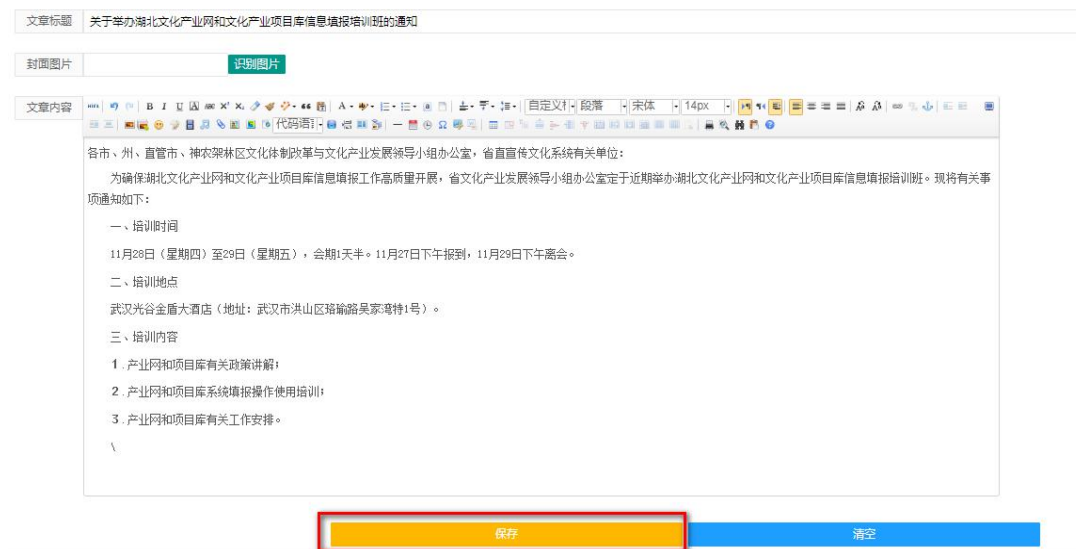 文章标题 关于举办湖北文化产业网和文化产业项目库信息填报培训班的通知
封面图片 识别图片
文章内容
自定义标 段落 宋体 14px
代码语言
各市、州、直管市、神农架林区文化体制改革与文化产业发展领导小组办公室，省直宣传文化系统有关单位：
为确保湖北文化产业网和文化产业项目库信息填报工作高质量开展，省文化产业发展领导小组办公室定于近期举办湖北文化产业网和文化产业项目库信息填报培训班。现将有关事
项通知如下：
一、培训时间
11月28日（星期四）至29日（星期五），会期1天半。11月27日下午报到，11月29日下午离会。
二、培训地点
武汉光谷金盾大酒店（地址：武汉市洪山区珞瑜路吴家湾特1号）。
三、培训内容
1.产业网和项目库有关政策讲解；
2.产业网和项目库系统填报操作使用培训；
3.产业网和项目库有关工作安排。
\
保存 清空